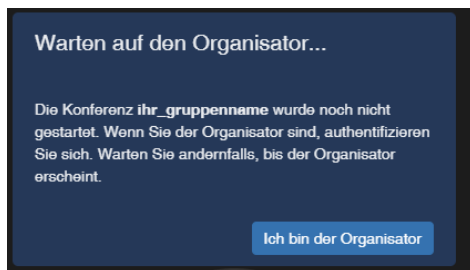 Warten auf den Organisator...
Die Konferenz ihr_gruppenname wurde noch nicht
gestartet. Wenn Sie der Organisator sind, authentifizieren
Sie sich. Warten Sie andernfalls, bis der Organisator
erscheint.
Ich bin der Organisator